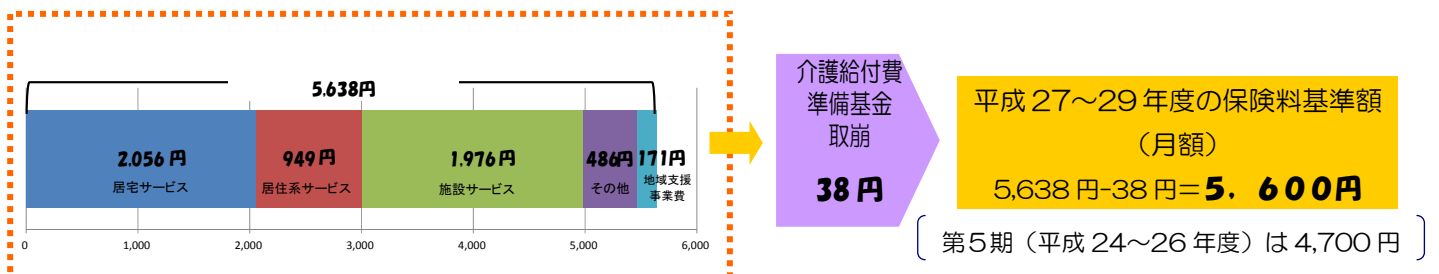 5.638円
2.056円
居宅サービス
949円
居住系サービス
1.976円
施設サービス
486円
その他
171円
地域支援
事業費
0
1,000
2,000
3,000
4,000
5,000
6,000
介護給付費
準備基金
取崩
38円
平成27～29年度の保険料基準額
（月額）
5,638円-38円＝5．600円
第5期（平成24～26年度）は4,700円